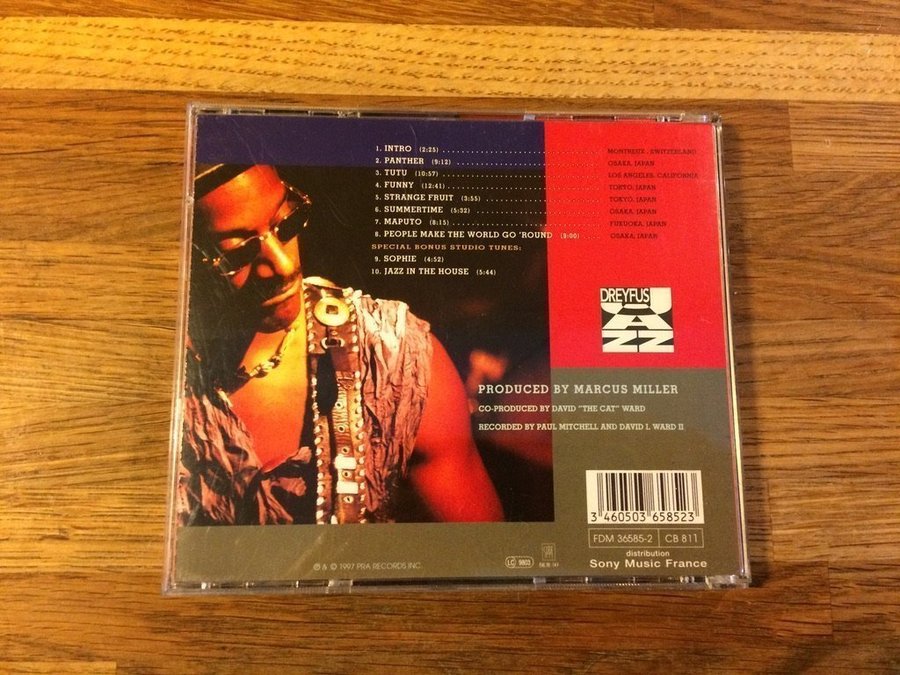 1. INTRO (2:25) MONTREUX, SWITZERLAND
2. PANTHER (9:12) OSAKA, JAPAN
3. TUTU (10:57) LOS ANGELES, CALIFORNIA
4. FUNNY (12:41) TOKYO, JAPAN
5. STRANGE FRUIT (3:55) TOKYO, JAPAN
6. SUMMERTIME (5:32) OSAKA, JAPAN
7. MAPUTO (8:15) FUKUOKA, JAPAN
8. PEOPLE MAKE THE WORLD GO 'ROUND (9:00) OSAKA, JAPAN
SPECIAL BONUS STUDIO TUNES:
9. SOPHIE (4:52)
10. JAZZ IN THE HOUSE (5:44)
DREYFUS
JAZZ
PRODUCED BY MARCUS MILLER
CO-PRODUCED BY DAVID "THE CAT" WARD
RECORDED BY PAUL MITCHELL AND DAVID I. WARD II
3 460503 658523
FDM 36585-2 CB 811
distribution
Sony Music France
℗ & © 1997 PRA RECORDS INC.
LC 9803